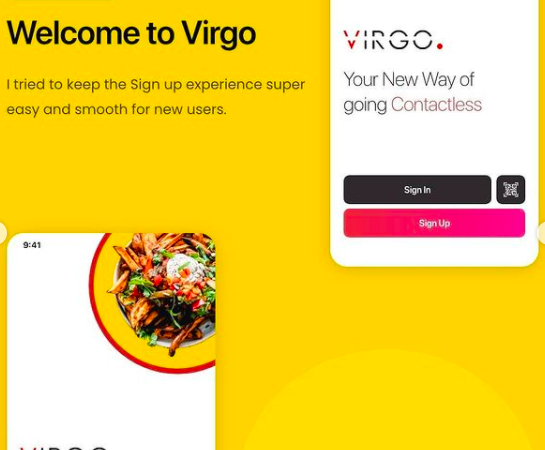 Welcome to Virgo
I tried to keep the Sign up experience super
easy and smooth for new users.
VIRGO.
Your New Way of
going Contactless
Sign In
Sign Up
9:41
VIRGO